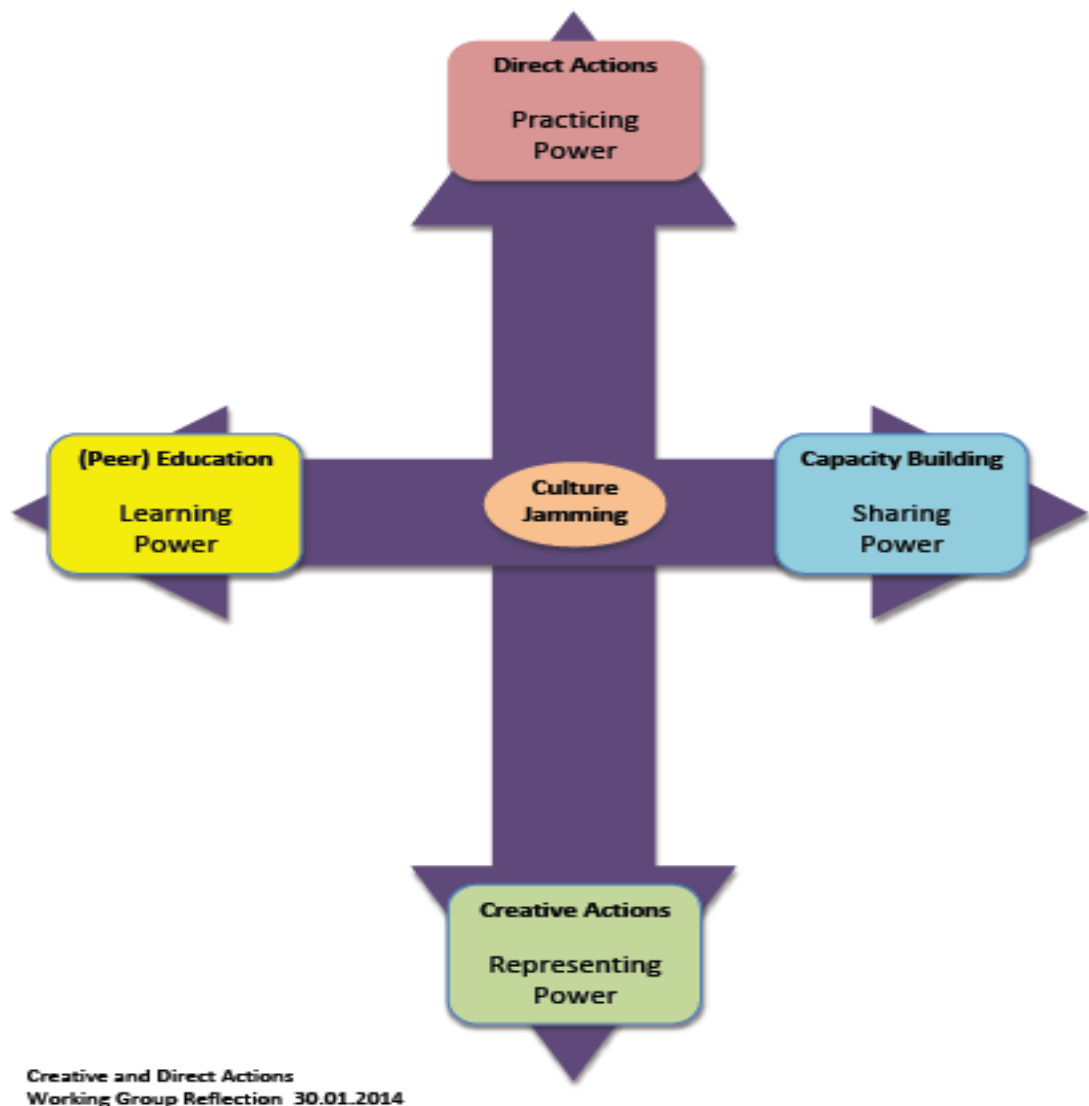 Direct Actions
Practicing
Power
(Peer) Education
Learning
Power
Culture
Jamming
Capacity Building
Sharing
Power
Creative Actions
Representing
Power
Creative and Direct Actions
Working Group Reflection 30.01.2014